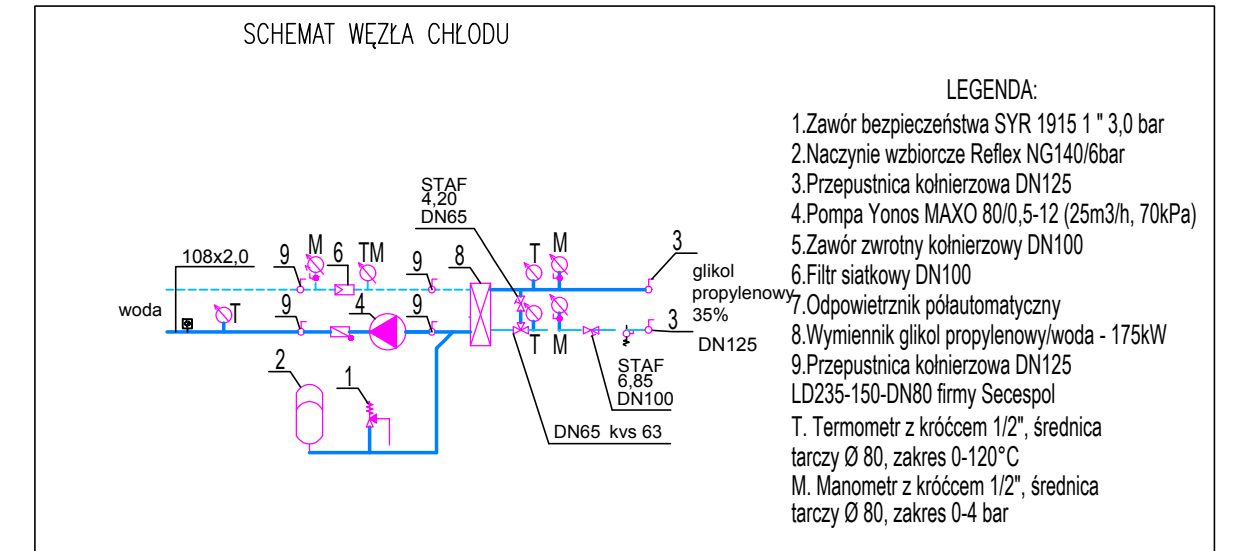 SCHEMAT WĘZŁA CHŁODU
LEGENDA:
1.Zawór bezpieczeństwa SYR 1915 1 " 3,0 bar
2.Naczynie wzbiorcze Reflex NG140/6bar
3.Przepustnica kołnierzowa DN125
4.Pompa Yonos MAXO 80/0,5-12 (25m3/h, 70kPa)
5.Zawór zwrotny kołnierzowy DN100
6.Filtr siatkowy DN100
7.Odpowietrznik półautomatyczny
8.Wymiennik glikol propylenowy/woda - 175kW
9.Przepustnica kołnierzowa DN125
LD235-150-DN80 firmy Secespol
T. Termometr z króćcem 1/2", średnica
tarczy Ø 80, zakres 0-120°C
M. Manometr z króćcem 1/2", średnica
tarczy Ø 80, zakres 0-4 bar
STAF
4,20
DN65
108x2,0
9
M
6
TM
9
8
T
M
3
glikol
propylenowy
35%
woda
T
9
4
9
T
M
3
DN125
2
1
STAF
6,85
DN100
DN65 kvs 63